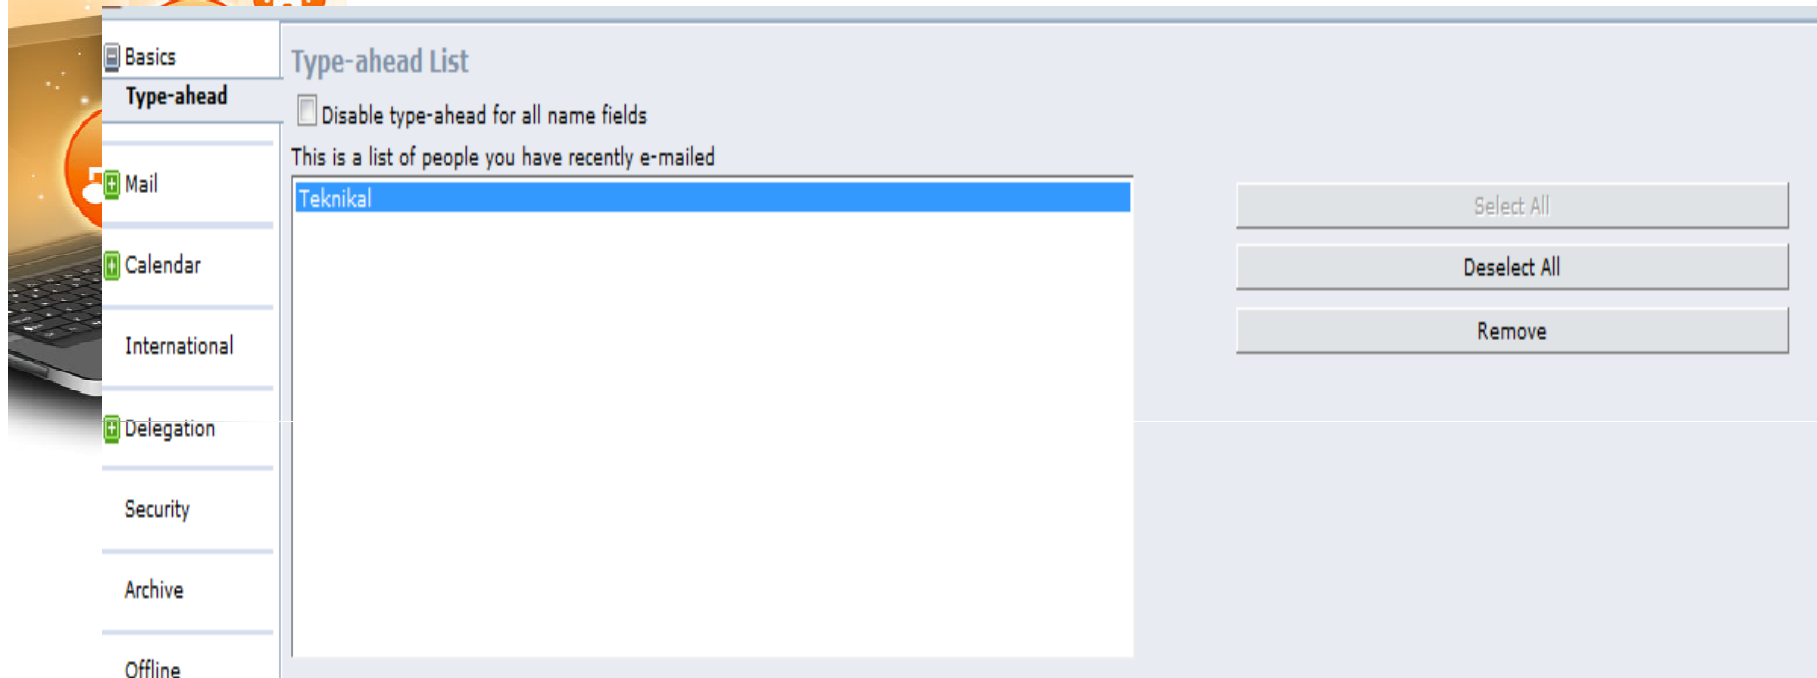 Basics
Type-ahead
Mail
Calendar
International
Delegation
Security
Archive
Offline
Type-ahead List
Disable type-ahead for all name fields
This is a list of people you have recently e-mailed
Teknikal
Select All
Deselect All
Remove